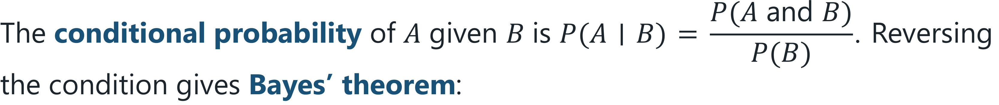 The conditional probability of A given B is P(A | B) = P(A and B) / P(B). Reversing
the condition gives Bayes’ theorem: